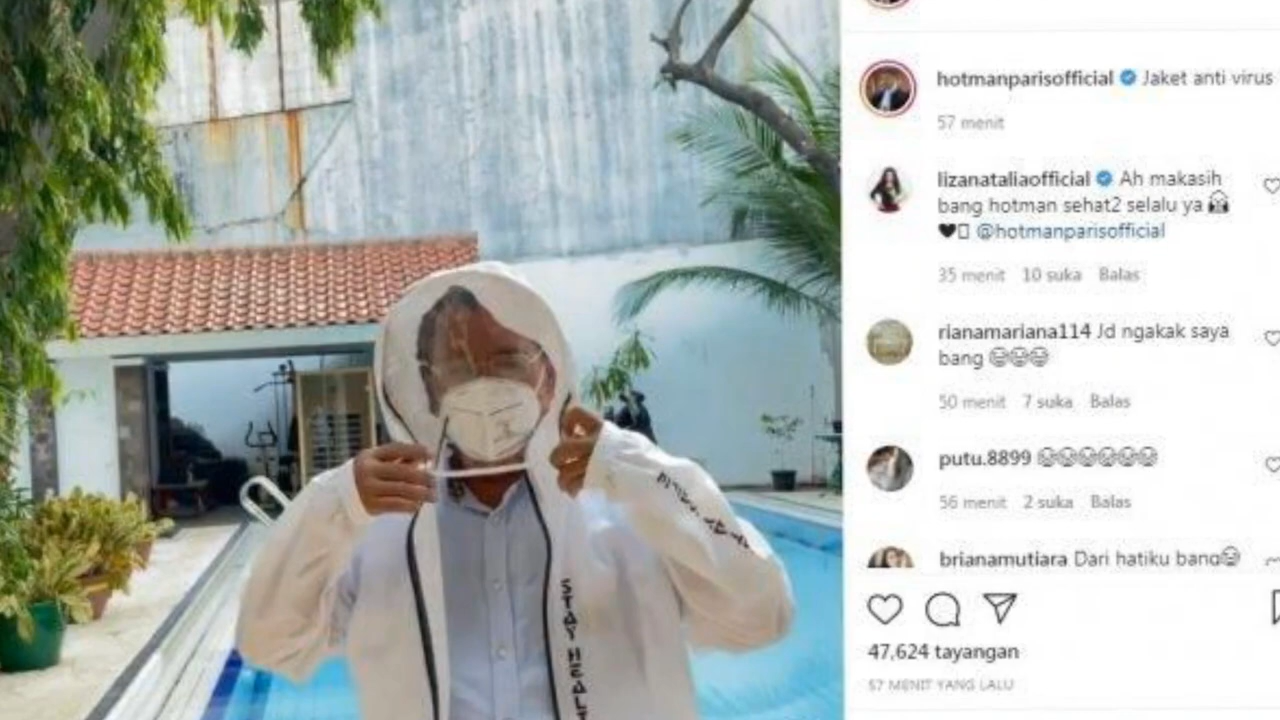 hotmanparisofficial Jaket anti virus
57 menit
lizanataliaofficial Ah makasih
bang hotman sehat2 selalu ya
@hotmanparisofficial
35 menit 10 suka Balas
rianamariana114 Jd ngakak saya
bang
50 menit 7 suka Balas
putu.8899
56 menit 2 suka Balas
brianamutiara Dari hatiku bang
47,624 tayangan
57 MENIT YANG LALU
STAY HEALT